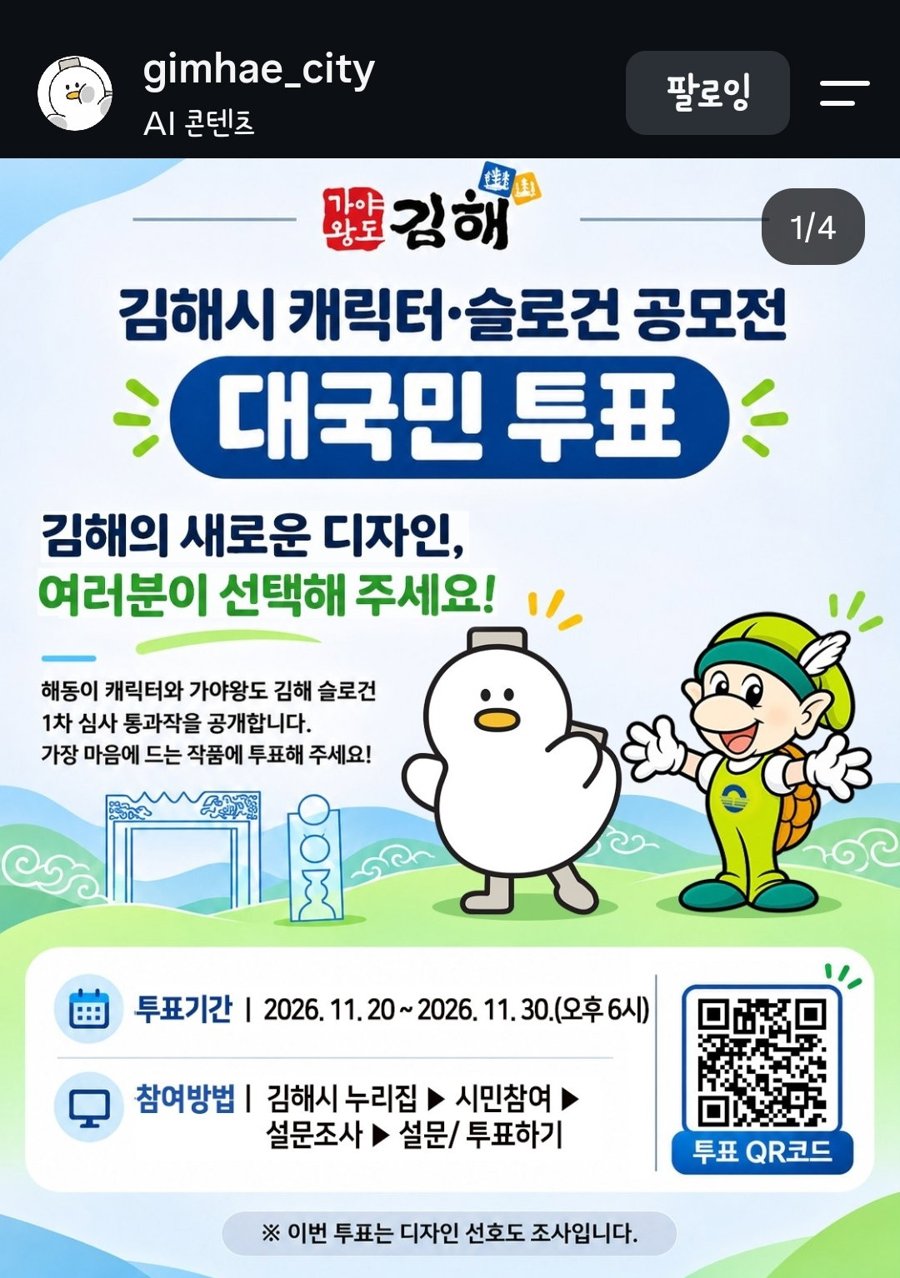 gimhae_city
AI 콘텐츠
팔로잉
가야
왕도
김해
1/4
김해시 캐릭터·슬로건 공모전
대국민 투표
김해의 새로운 디자인,
여러분이 선택해 주세요!
해동이 캐릭터와 가야왕도 김해 슬로건
1차 심사 통과작을 공개합니다.
가장 마음에 드는 작품에 투표해 주세요!
투표기간 | 2026. 11. 20 ~ 2026. 11. 30.(오후 6시)
참여방법 | 김해시 누리집 ▶ 시민참여 ▶
설문조사 ▶ 설문/ 투표하기
투표 QR코드
※ 이번 투표는 디자인 선호도 조사입니다.